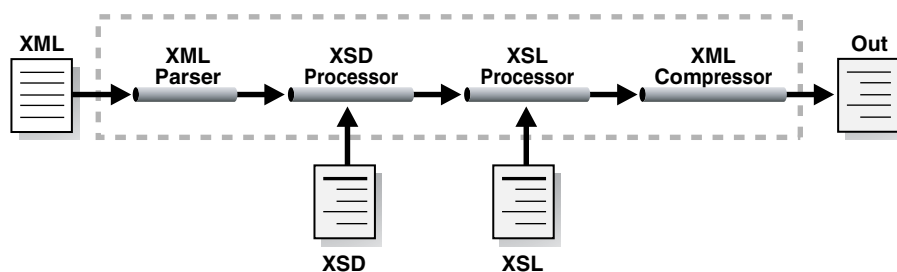 XML
XML
Parser
XSD
Processor
XSL
Processor
XML
Compressor
Out
XSD
XSL